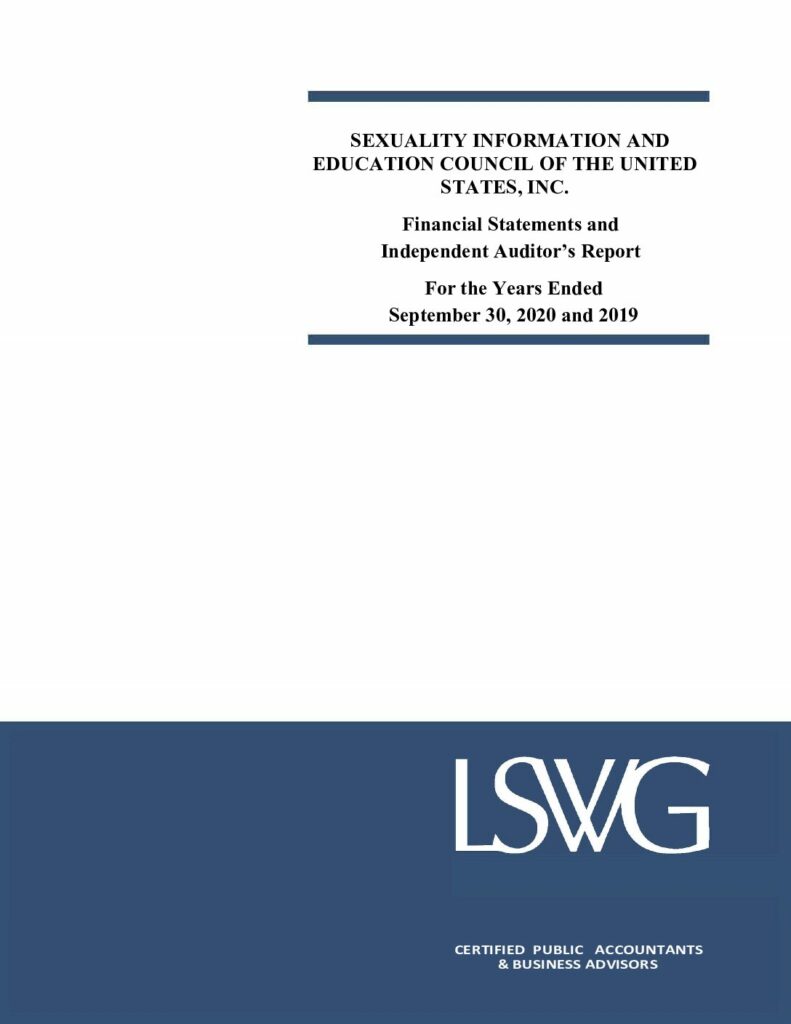 SEXUALITY INFORMATION AND
EDUCATION COUNCIL OF THE UNITED
STATES, INC.
Financial Statements and
Independent Auditor’s Report
For the Years Ended
September 30, 2020 and 2019
LSWG
CERTIFIED PUBLIC ACCOUNTANTS
& BUSINESS ADVISORS